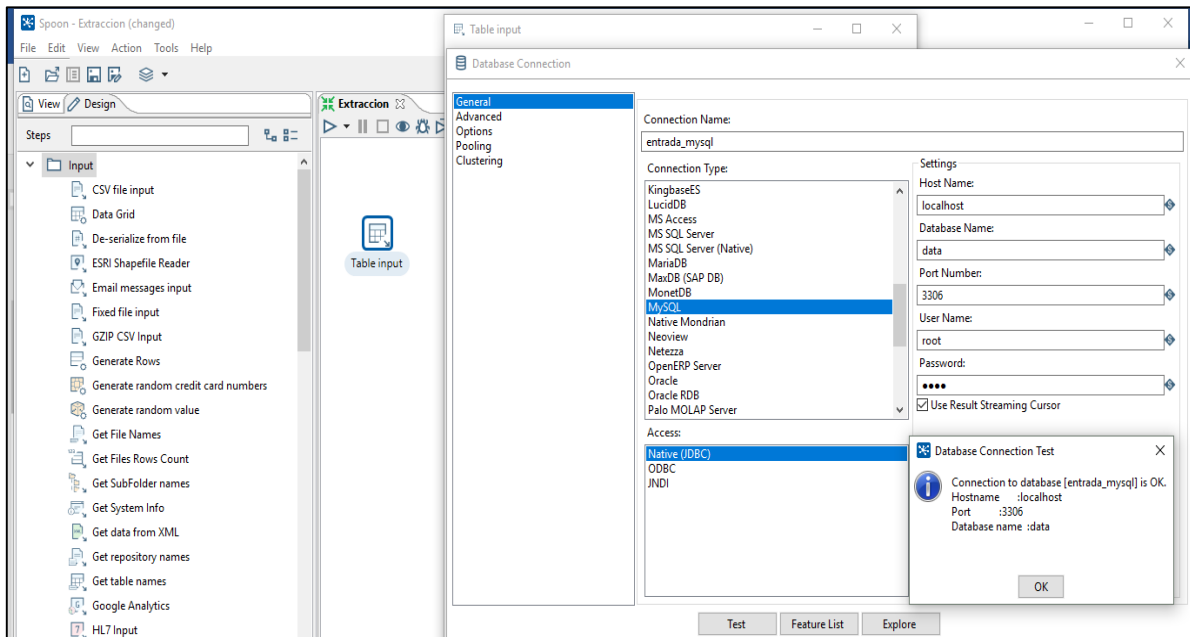 Spoon - Extraccion (changed)
File Edit View Action Tools Help
View Design
Steps
Input
CSV file input
Data Grid
De-serialize from file
ESRI Shapefile Reader
Email messages input
Fixed file input
GZIP CSV Input
Generate Rows
Generate random credit card numbers
Generate random value
Get File Names
Get Files Rows Count
Get SubFolder names
Get System Info
Get data from XML
Get repository names
Get table names
Google Analytics
HL7 Input
Extraccion
Table input
Table input
Database Connection
General
Advanced
Options
Pooling
Clustering
Connection Name:
entrada_mysql
Connection Type:
KingbaseES
LucidDB
MS Access
MS SQL Server
MS SQL Server (Native)
MariaDB
MaxDB (SAP DB)
MonetDB
MySQL
Native Mondrian
Neoview
Netezza
OpenERP Server
Oracle
Oracle RDB
Palo MOLAP Server
Access:
Native (JDBC)
ODBC
JNDI
Settings
Host Name:
localhost
Database Name:
data
Port Number:
3306
User Name:
root
Password:
●●●●
Use Result Streaming Cursor
Database Connection Test
Connection to database [entrada_mysql] is OK.
Hostname :localhost
Port :3306
Database name :data
OK
Test Feature List Explore